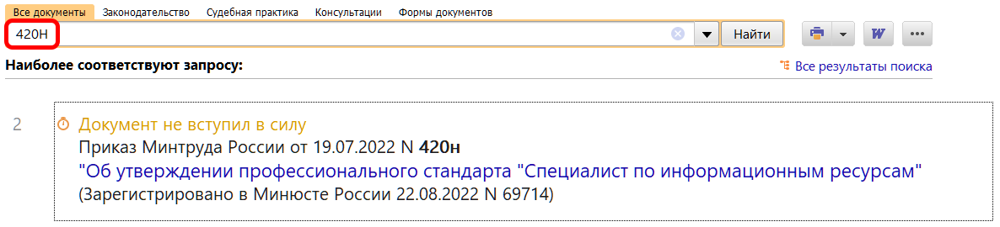 Все документы Законодательство Судебная практика Консультации Формы документов
420Н Найти W
Наиболее соответствуют запросу: Все результаты поиска
2 Документ не вступил в силу
Приказ Минтруда России от 19.07.2022 N 420н
"Об утверждении профессионального стандарта "Специалист по информационным ресурсам"
(Зарегистрировано в Минюсте России 22.08.2022 N 69714)